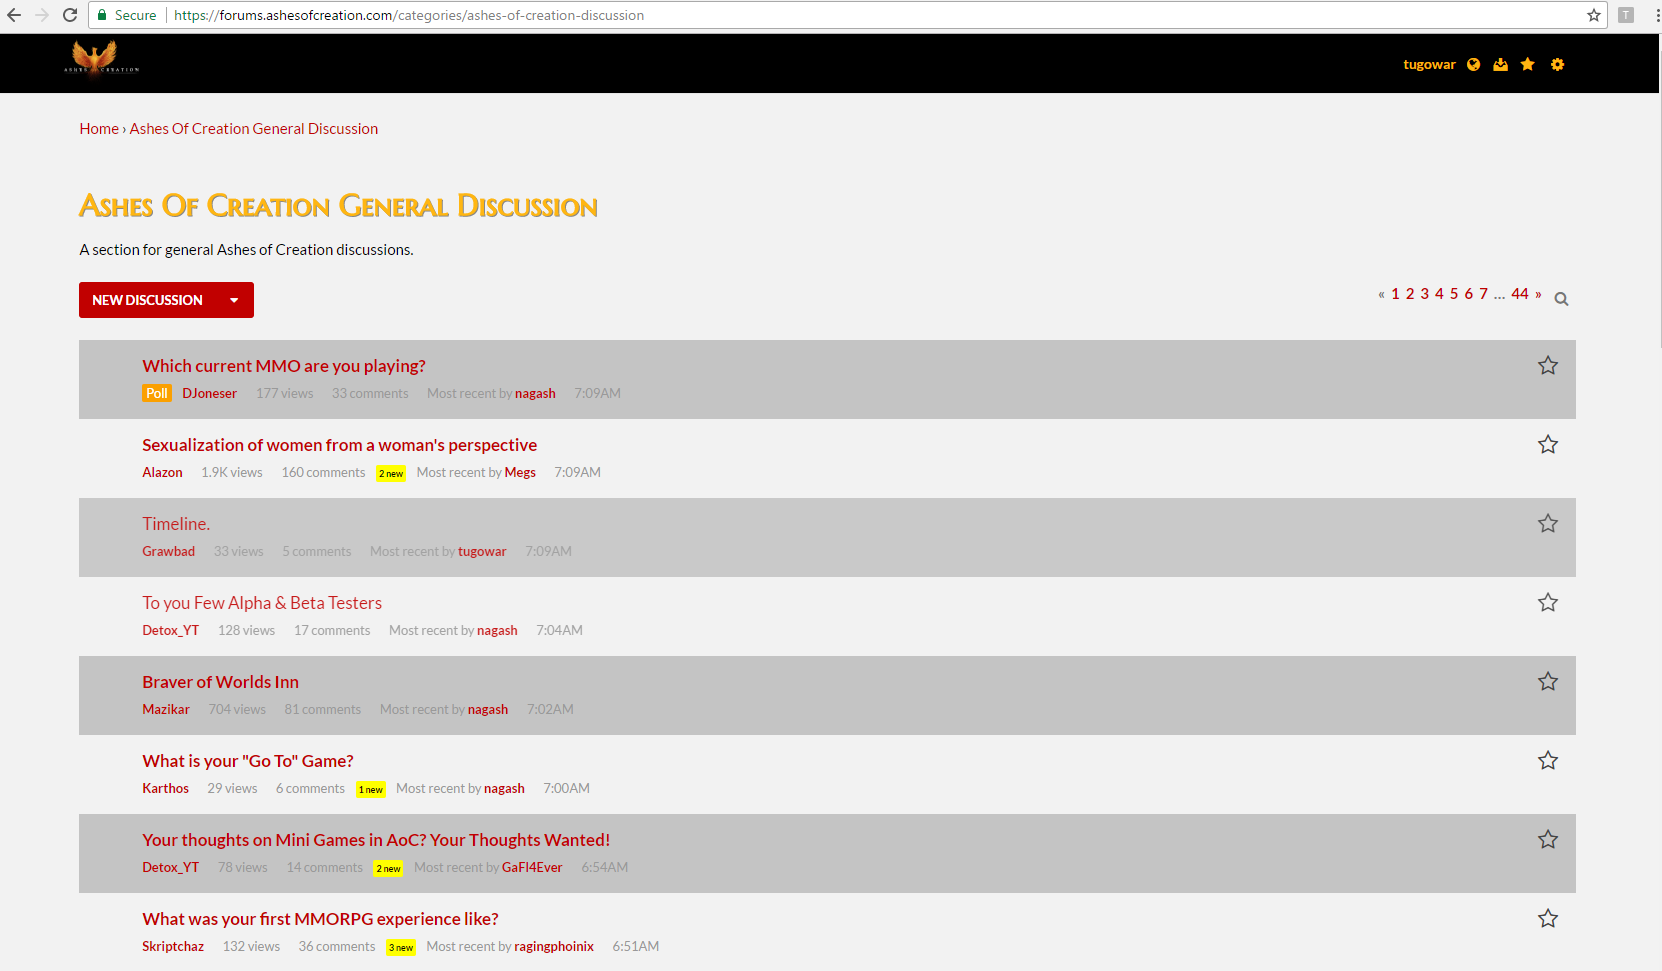 Secure https://forums.ashesofcreation.com/categories/ashes-of-creation-discussion T
ASHES OF CREATION
tugowar
Home › Ashes Of Creation General Discussion
Ashes Of Creation General Discussion
A section for general Ashes of Creation discussions.
NEW DISCUSSION
« 1 2 3 4 5 6 7 … 44 »
Which current MMO are you playing?
Poll DJoneser 177 views 33 comments Most recent by nagash 7:09AM
Sexualization of women from a woman's perspective
Alazon 1.9K views 160 comments 2 new Most recent by Megs 7:09AM
Timeline.
Grawbad 33 views 5 comments Most recent by tugowar 7:09AM
To you Few Alpha & Beta Testers
Detox_YT 128 views 17 comments Most recent by nagash 7:04AM
Braver of Worlds Inn
Mazikar 704 views 81 comments Most recent by nagash 7:02AM
What is your "Go To" Game?
Karthos 29 views 6 comments 1 new Most recent by nagash 7:00AM
Your thoughts on Mini Games in AoC? Your Thoughts Wanted!
Detox_YT 78 views 14 comments 2 new Most recent by GaFI4Ever 6:54AM
What was your first MMORPG experience like?
Skriptchaz 132 views 36 comments 3 new Most recent by ragingphoinix 6:51AM